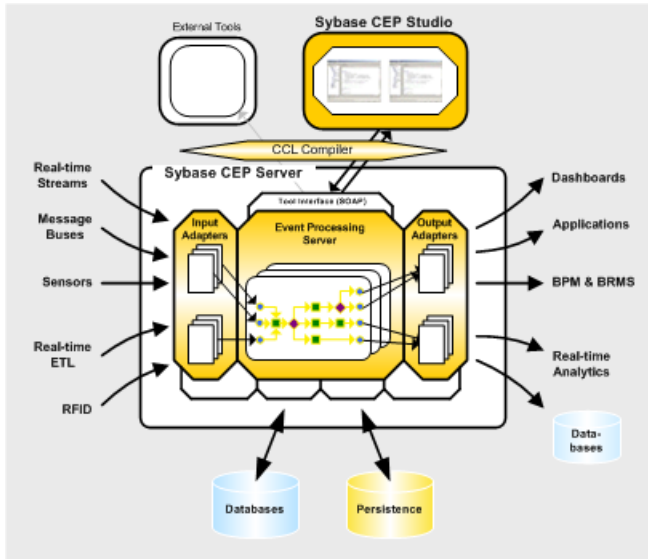 External Tools
Sybase CEP Studio
CCL Compiler
Real-time
Streams
Message
Buses
Sensors
Real-time
ETL
RFID
Sybase CEP Server
Tool Interface (SOAP)
Input
Adapters
Event Processing
Server
Output
Adapters
Dashboards
Applications
BPM & BRMS
Real-time
Analytics
Data-
bases
Databases
Persistence